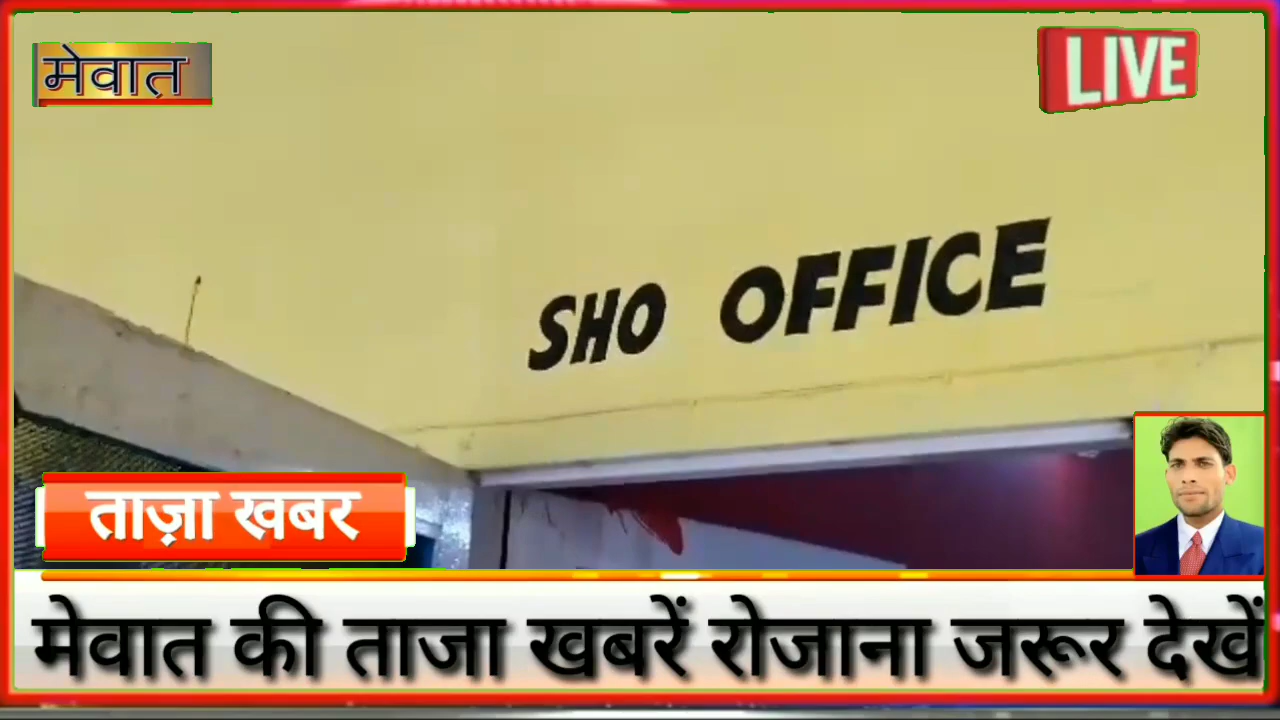 मेवात
LIVE
SHO OFFICE
ताज़ा खबर
मेवात की ताजा खबरें रोजाना जरूर देखें